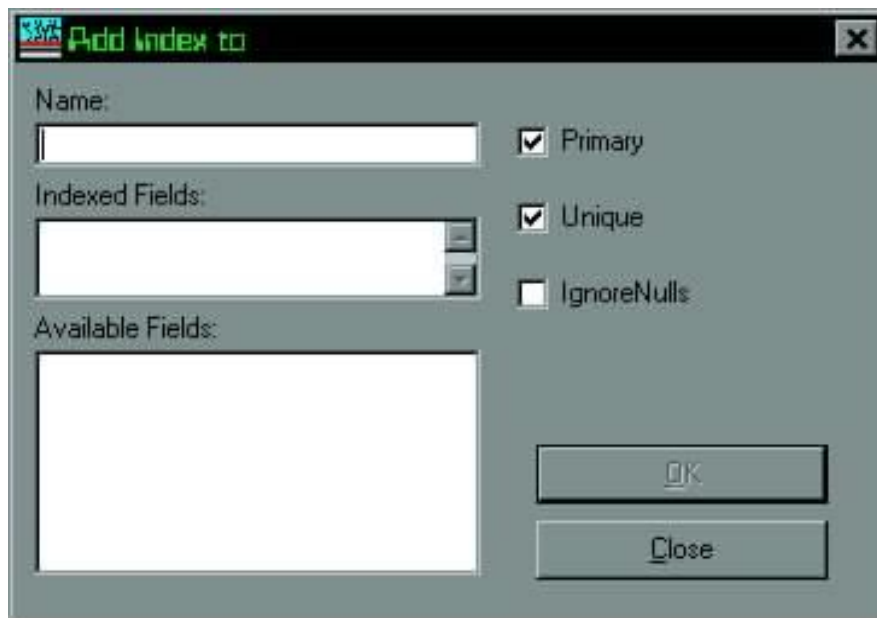 Add Index to
Name:
Primary
Indexed Fields:
Unique
IgnoreNulls
Available Fields:
OK
Close